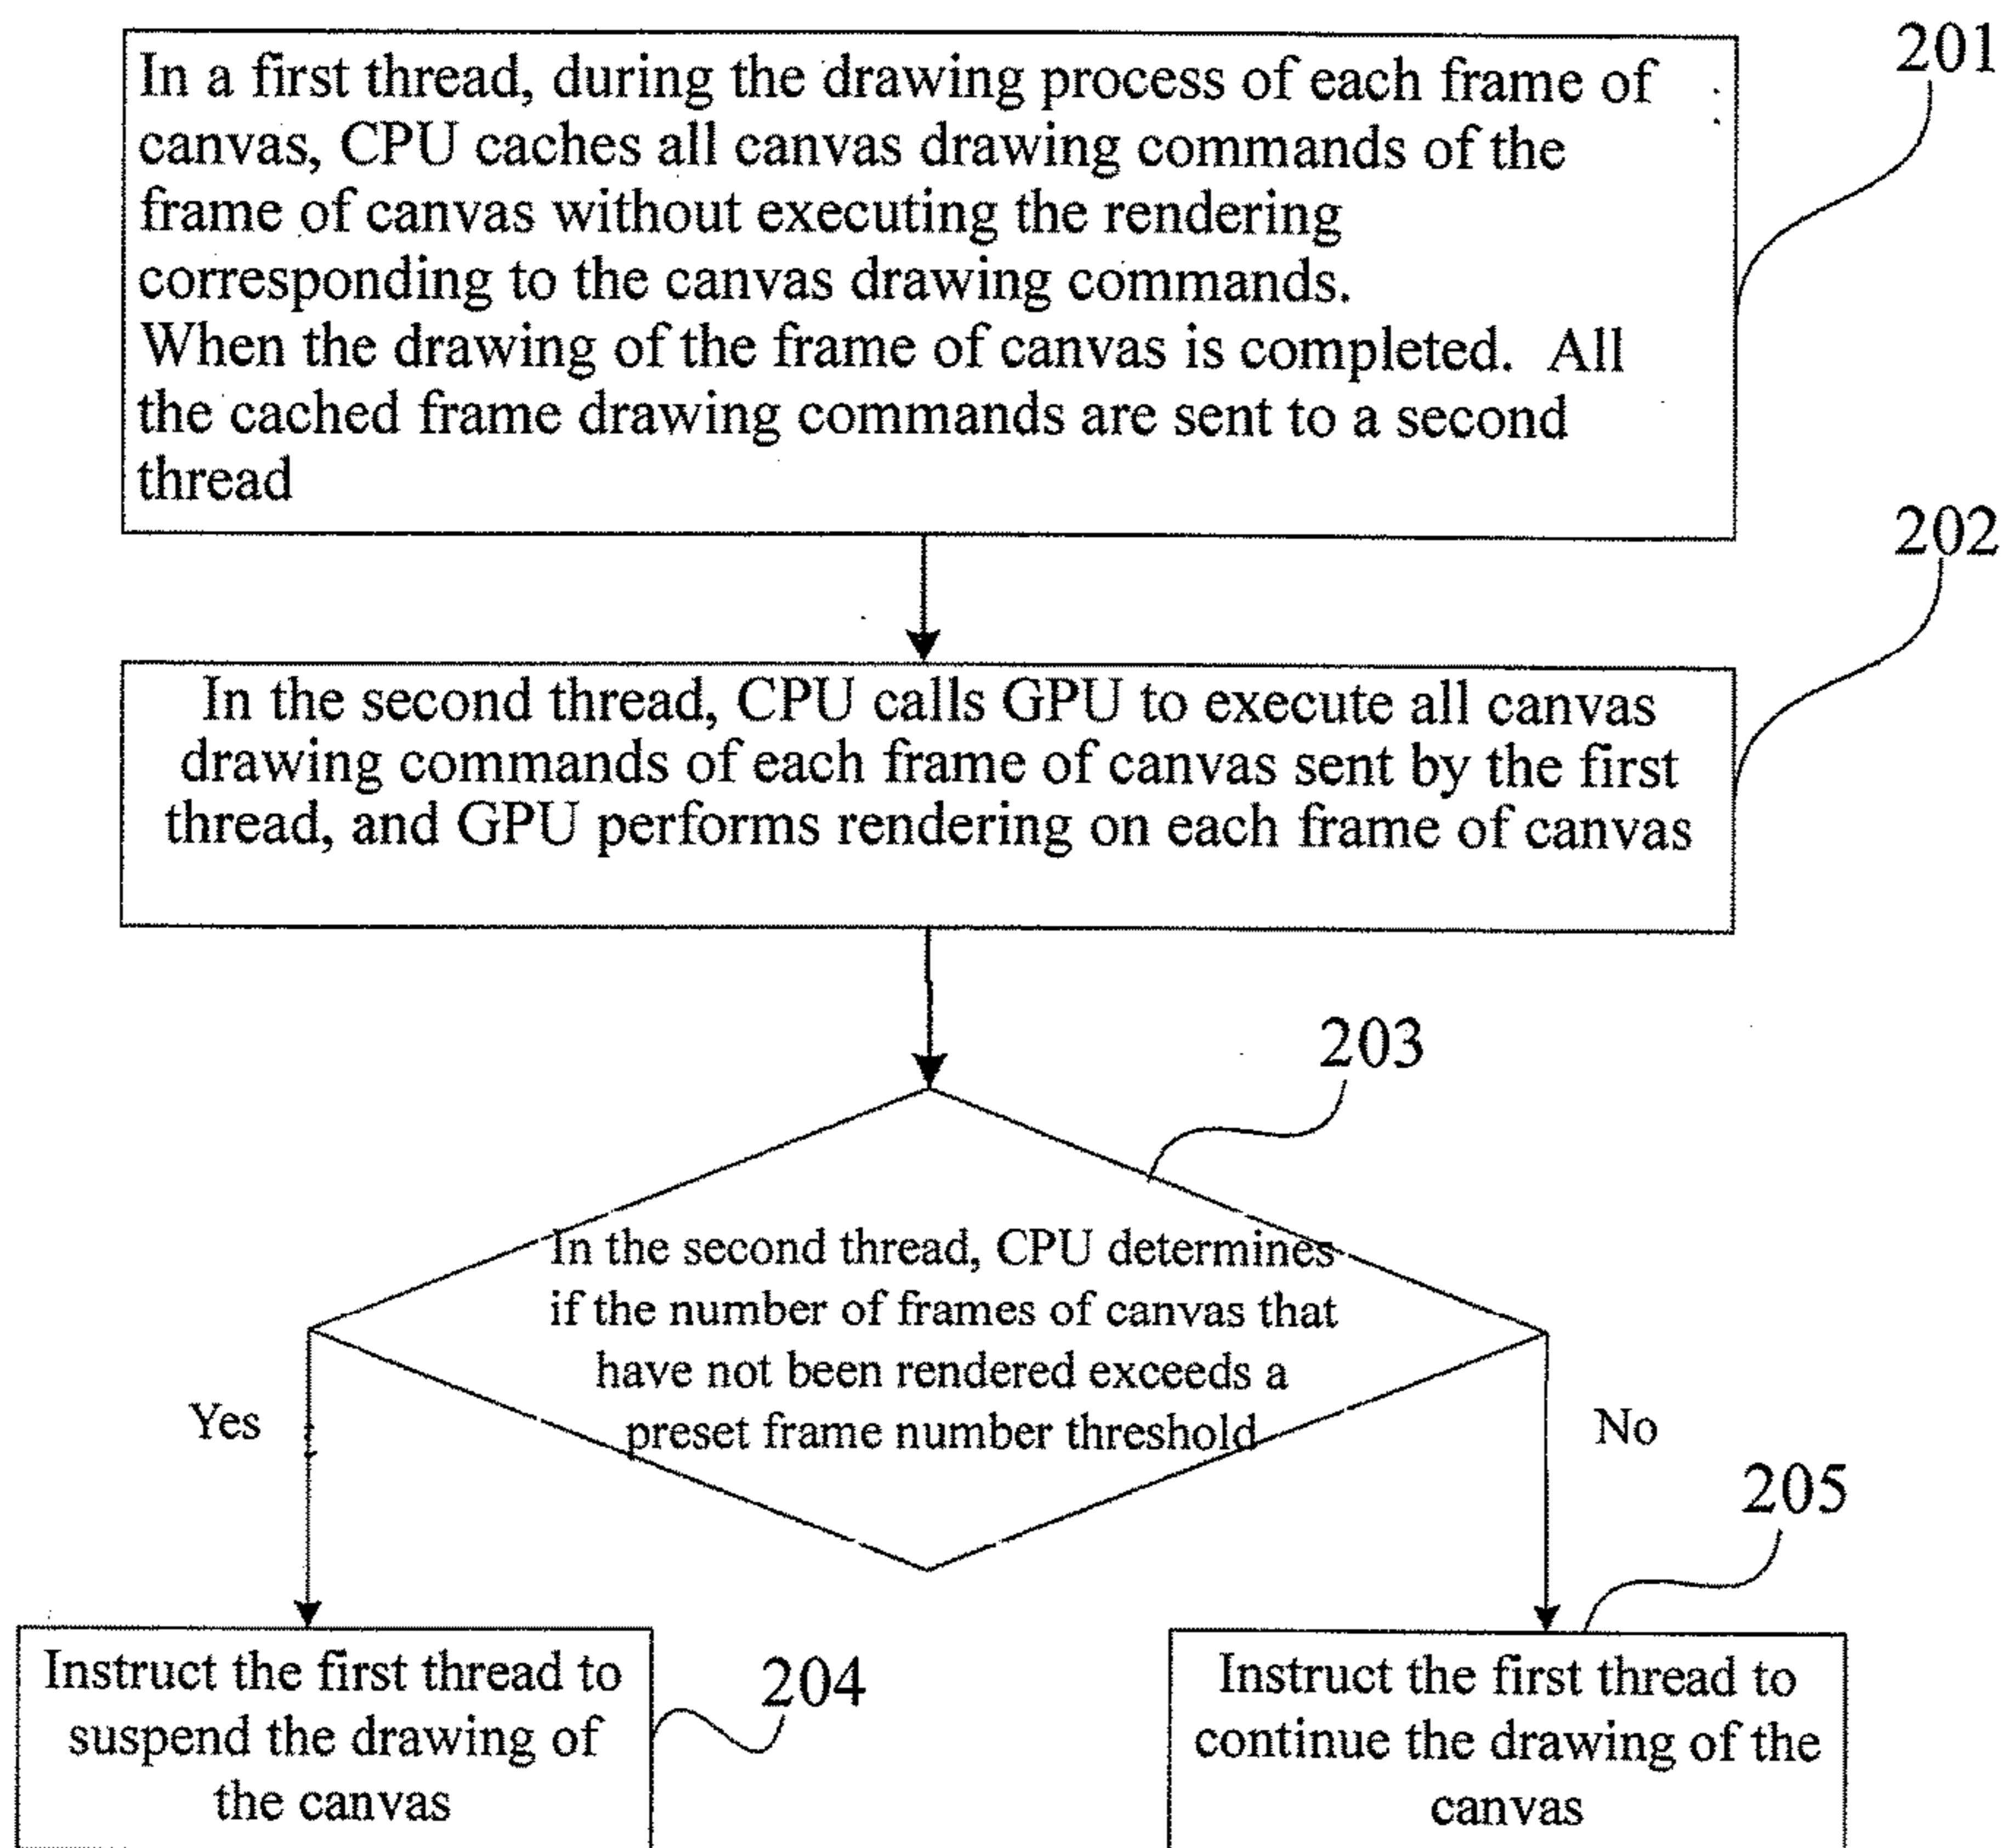 201
In a first thread, during the drawing process of each frame of
canvas, CPU caches all canvas drawing commands of the
frame of canvas without executing the rendering
corresponding to the canvas drawing commands.
When the drawing of the frame of canvas is completed. All
the cached frame drawing commands are sent to a second
thread
202
In the second thread, CPU calls GPU to execute all canvas
drawing commands of each frame of canvas sent by the first
thread, and GPU performs rendering on each frame of canvas
203
In the second thread, CPU determines
if the number of frames of canvas that
have not been rendered exceeds a
preset frame number threshold
Yes
No
205
204
Instruct the first thread to
suspend the drawing of
the canvas
Instruct the first thread to
continue the drawing of the
canvas